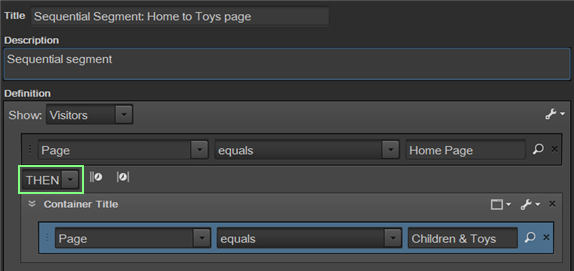 Title Sequential Segment: Home to Toys page
Description
Sequential segment
Definition
Show: Visitors
Page equals Home Page
THEN
Container Title
Page equals Children & Toys